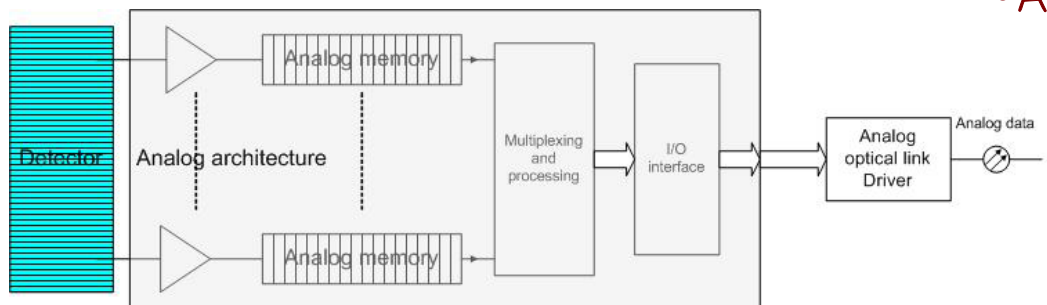 Detector
Analog architecture
Analog memory
Analog memory
Multiplexing
and
processing
I/O
interface
Analog
optical link
Driver
Analog data
A